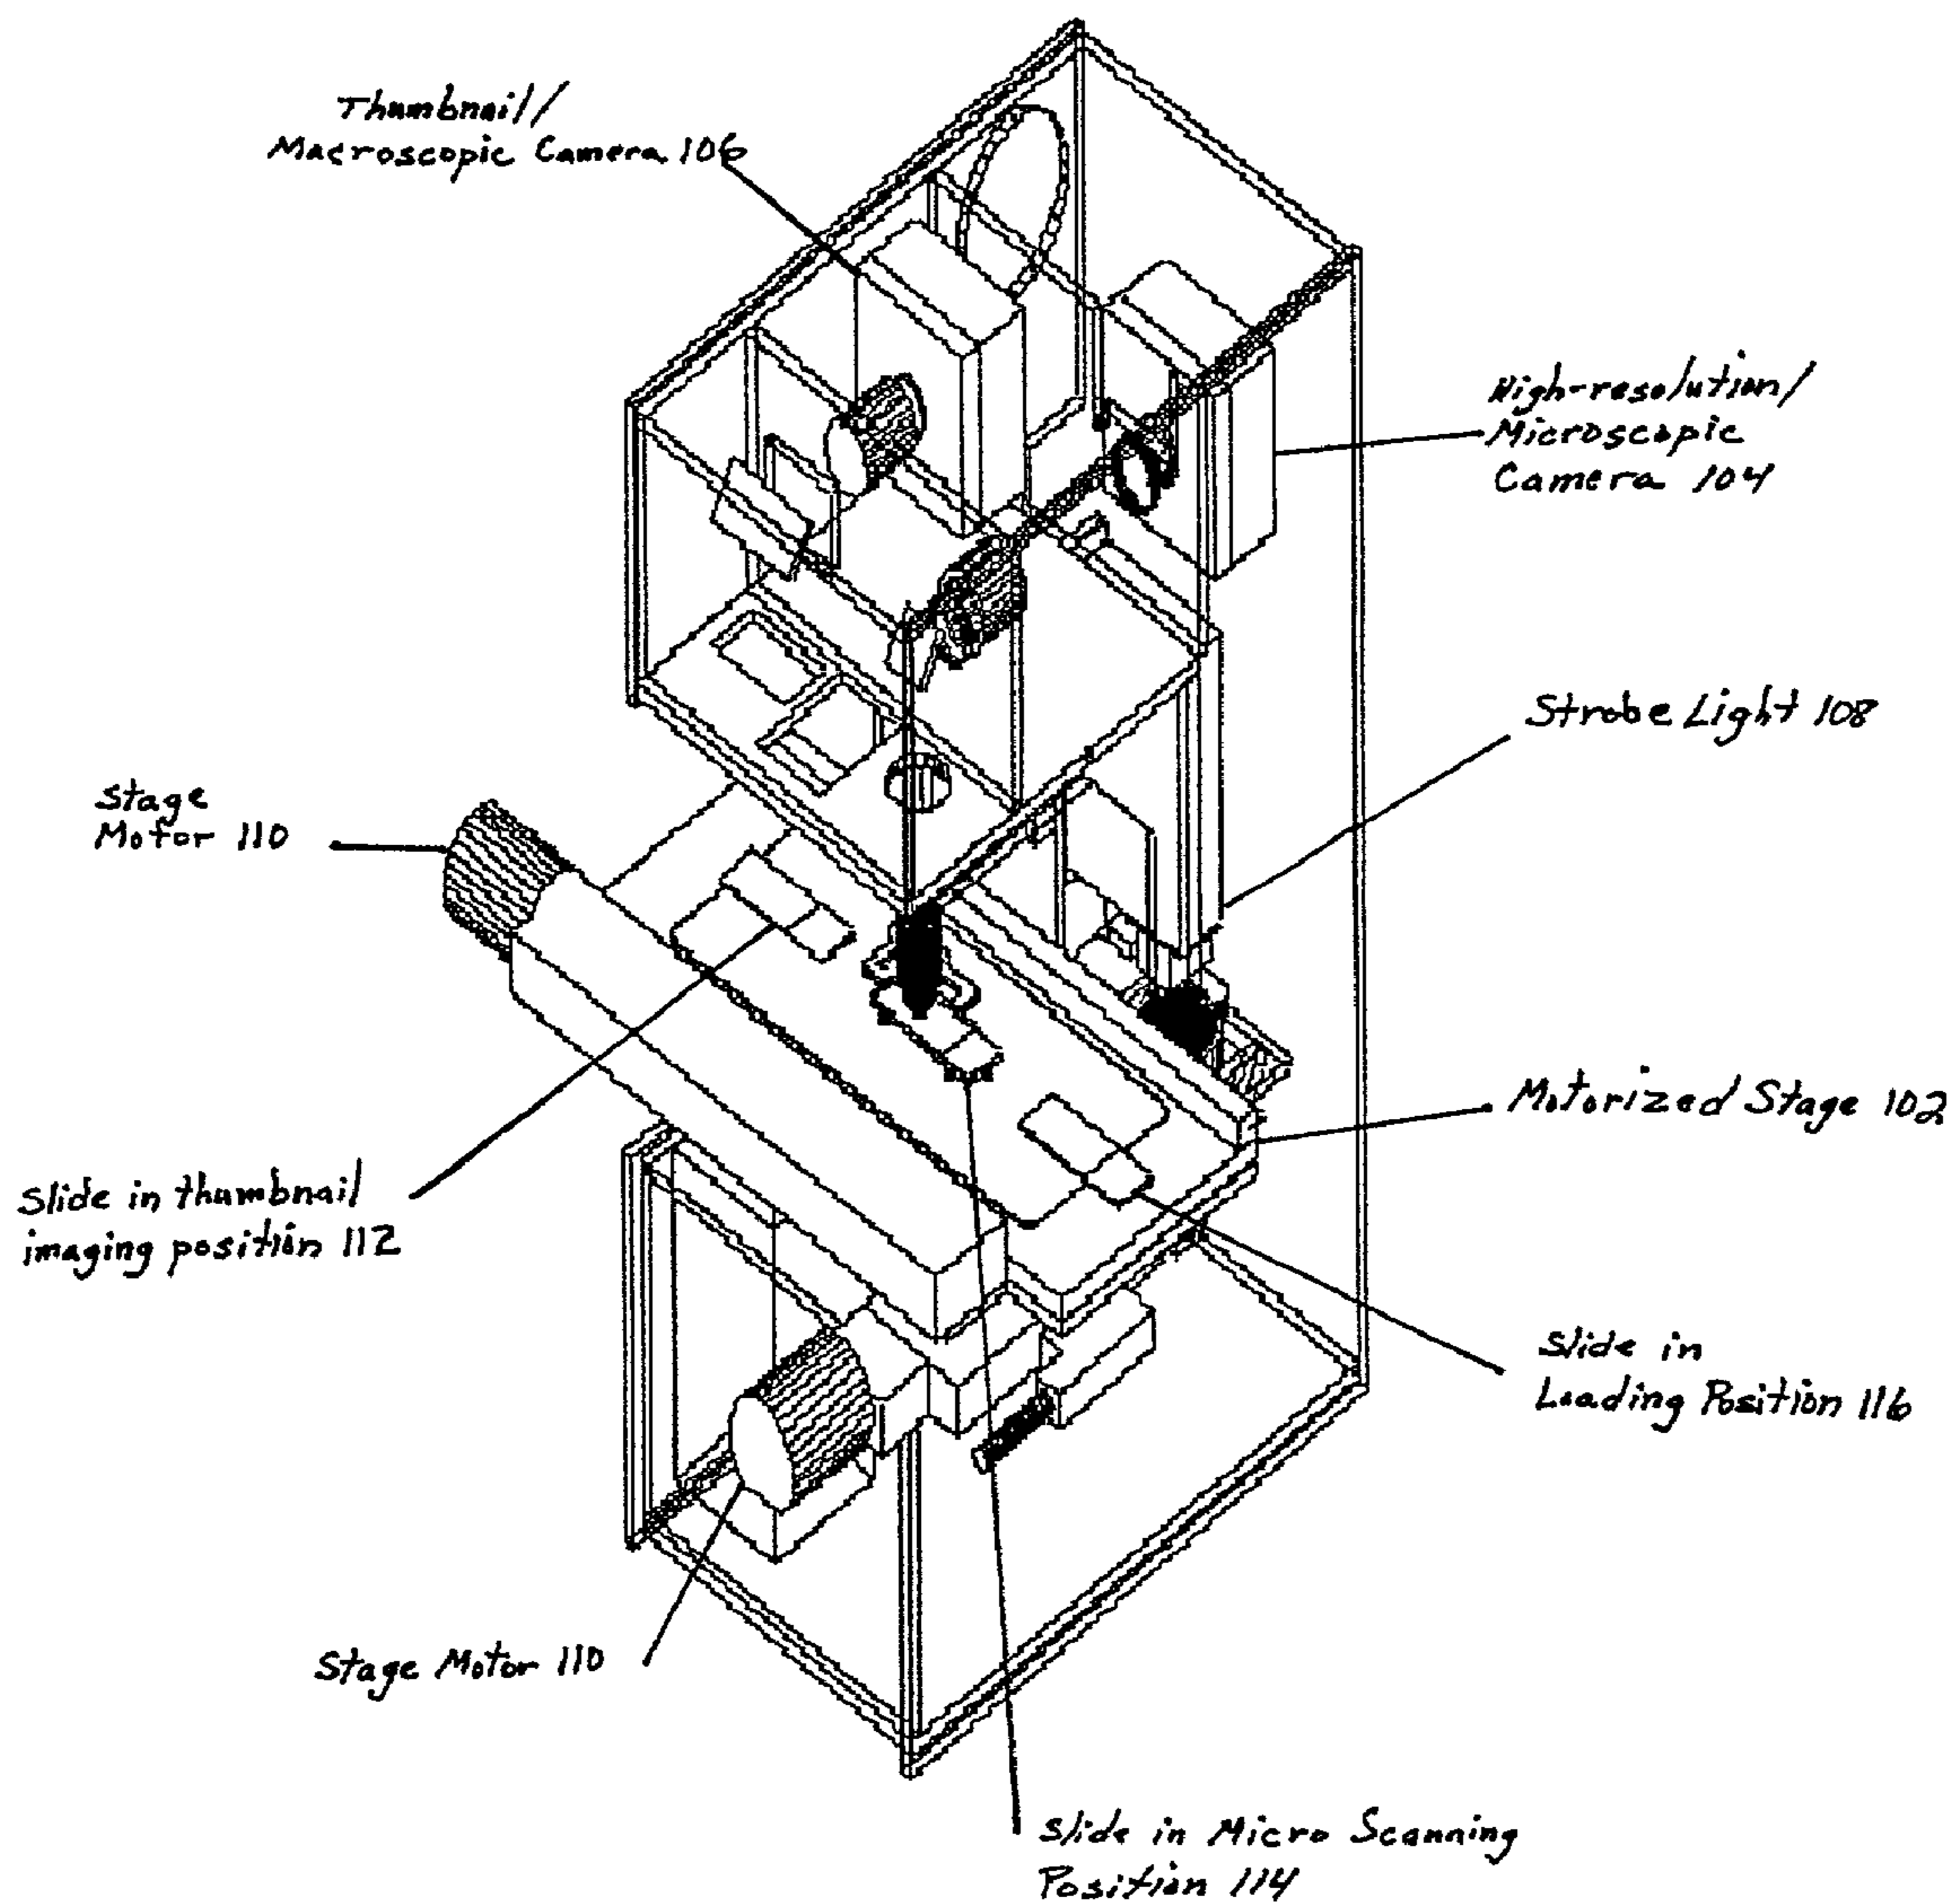 Thumbnail/
Macroscopic Camera 106
High-resolution/
Microscopic
Camera 104
Strobe Light 108
Stage
Motor 110
Motorized Stage 102
Slide in thumbnail
imaging position 112
Slide in
Loading Position 116
Stage Motor 110
Slide in Micro Scanning
Position 114